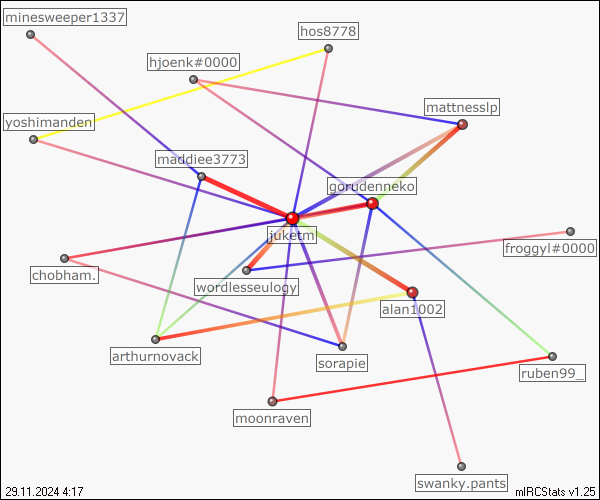 minesweeper1337
hos8778
hjoenk#0000
mattnesslp
yoshimanden
maddiee3773
gorudenneko
juketm
froggyl#0000
chobham.
wordlesseulogy
alan1002
arthurnovack
sorapie
ruben99_
moonraven
swanky.pants
29.11.2024 4:17
mIRCStats v1.25